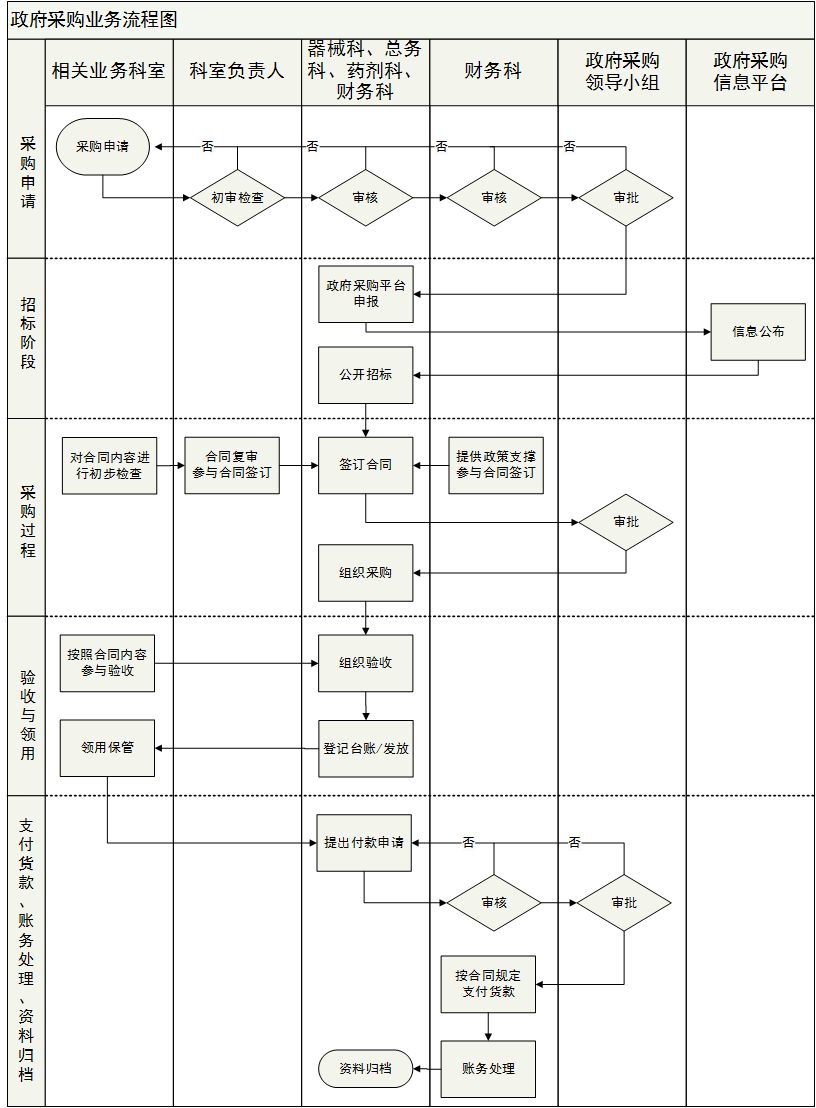 政府采购业务流程图
相关业务科室
科室负责人
器械科、总务
科、药剂科、
财务科
财务科
政府采购
领导小组
政府采购
信息平台
采购申请
采购申请
否
否
否
否
初审检查
审核
审核
审批
招标阶段
政府采购平台
申报
信息公布
公开招标
采购过程
对合同内容进
行初步检查
合同复审
参与合同签订
签订合同
提供政策支撑
参与合同签订
审批
组织采购
验收与领用
按照合同内容
参与验收
组织验收
领用保管
登记台账/发放
支付货款、账务处理、资料归档
提出付款申请
否
否
审核
审批
按合同规定
支付货款
资料归档
账务处理